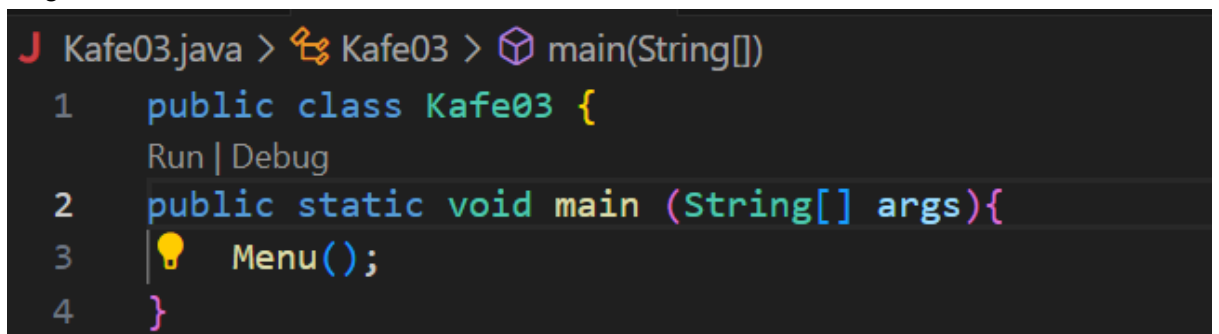 J Kafe03.java > Kafe03 > main(String[])
1 public class Kafe03 {
Run | Debug
2 public static void main (String[] args){
3 Menu();
4 }